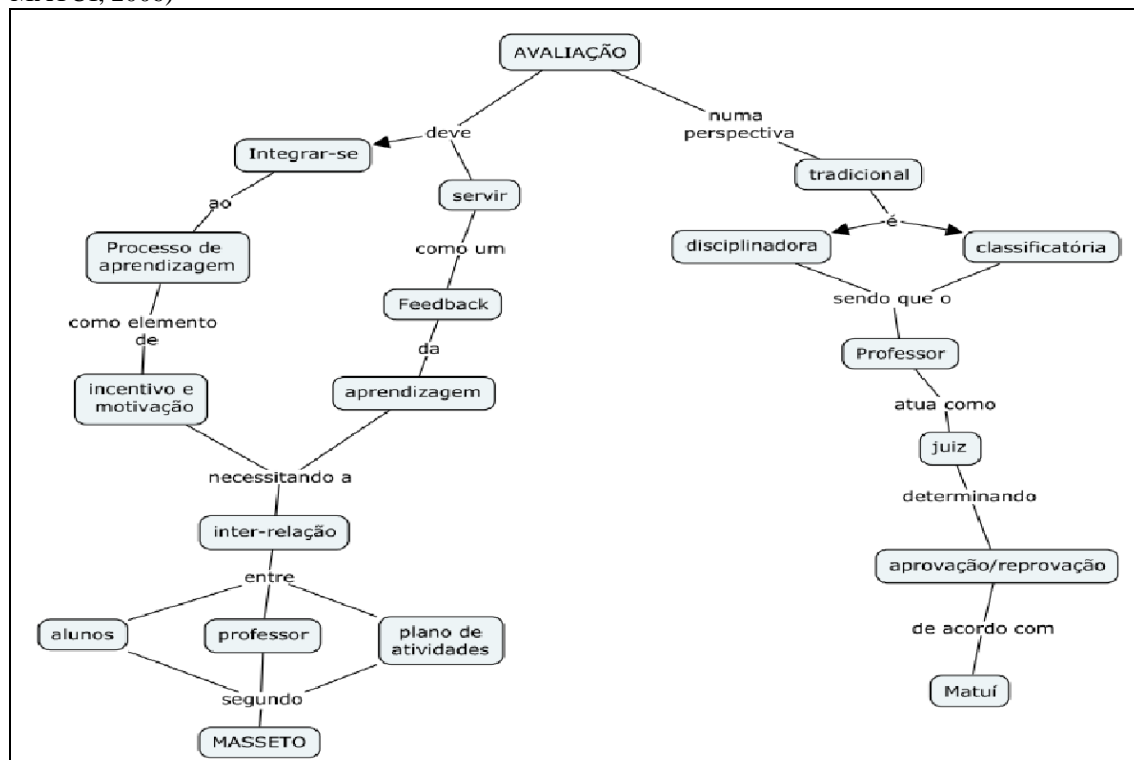 AVALIAÇÃO
deve
numa
perspectiva
Integrar-se
tradicional
servir
ao
é
Processo de
aprendizagem
como um
disciplinadora
classificatória
Feedback
sendo que o
como elemento
de
da
Professor
incentivo e
motivação
aprendizagem
atua como
juiz
necessitando a
determinando
inter-relação
aprovação/reprovação
entre
alunos
professor
plano de
atividades
de acordo com
segundo
Matuí
MASSETO